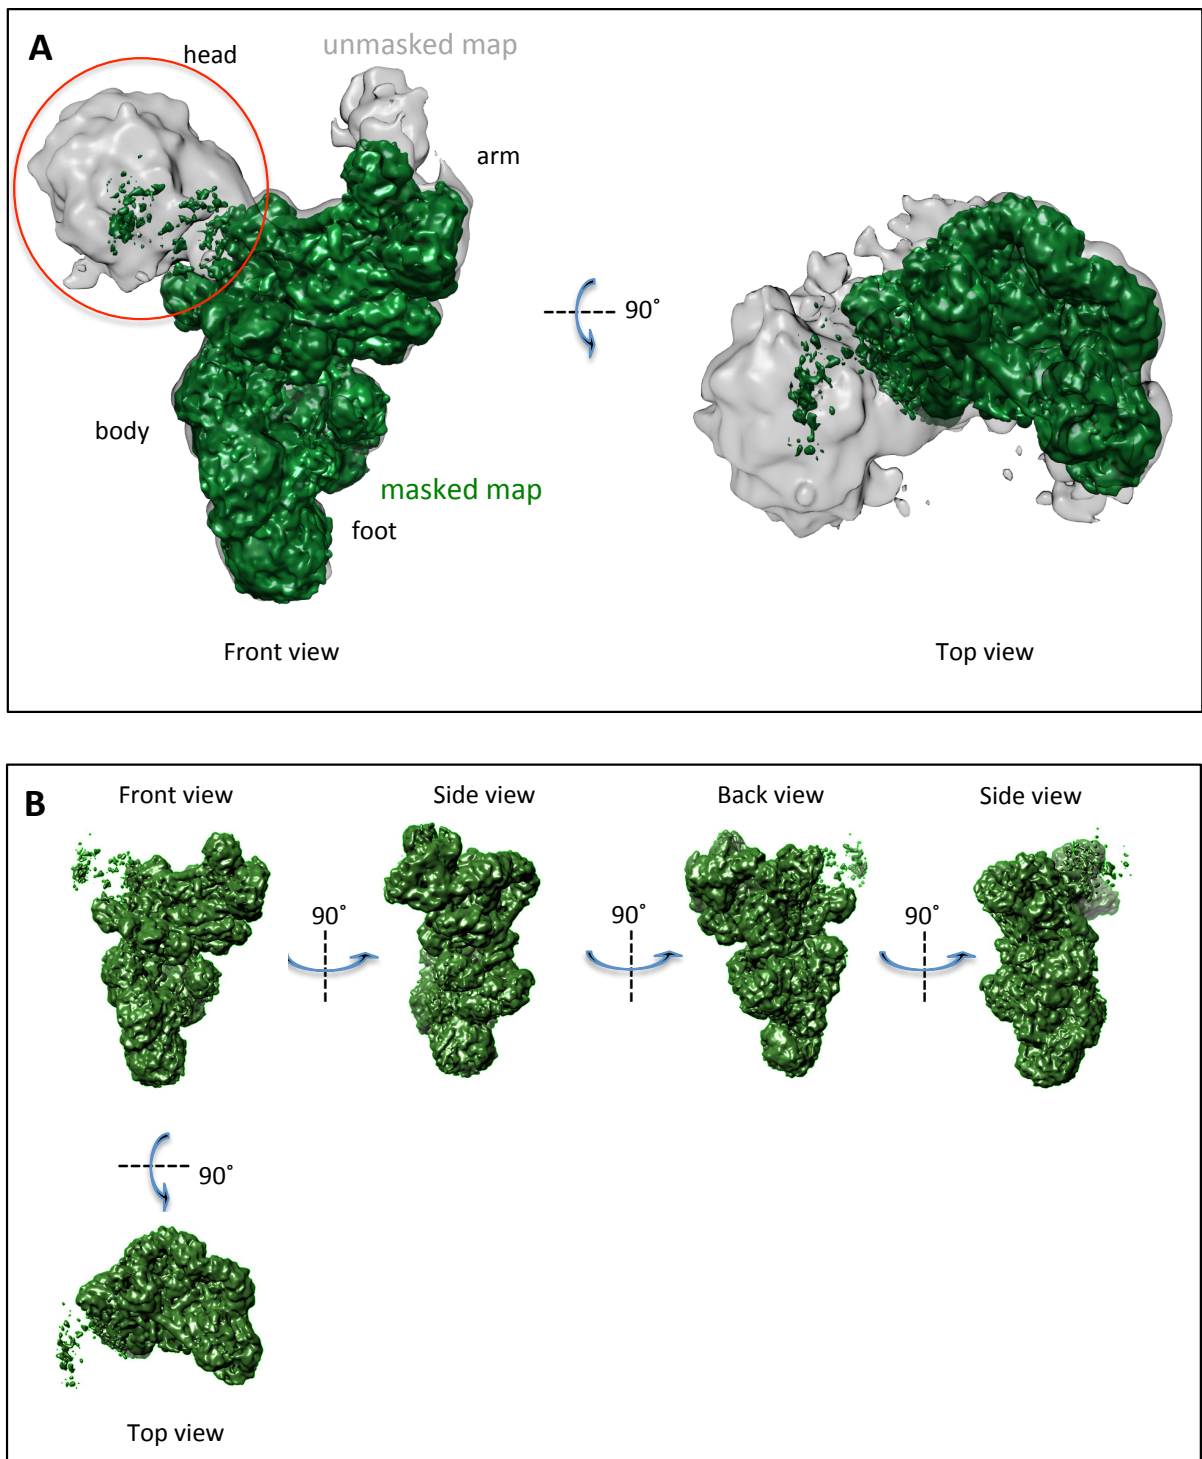 A
head
unmasked map
arm
90˚
body
masked map
foot
Front view
Top view
B
Front view
Side view
Back view
Side view
90˚
90˚
90˚
90˚
Top view